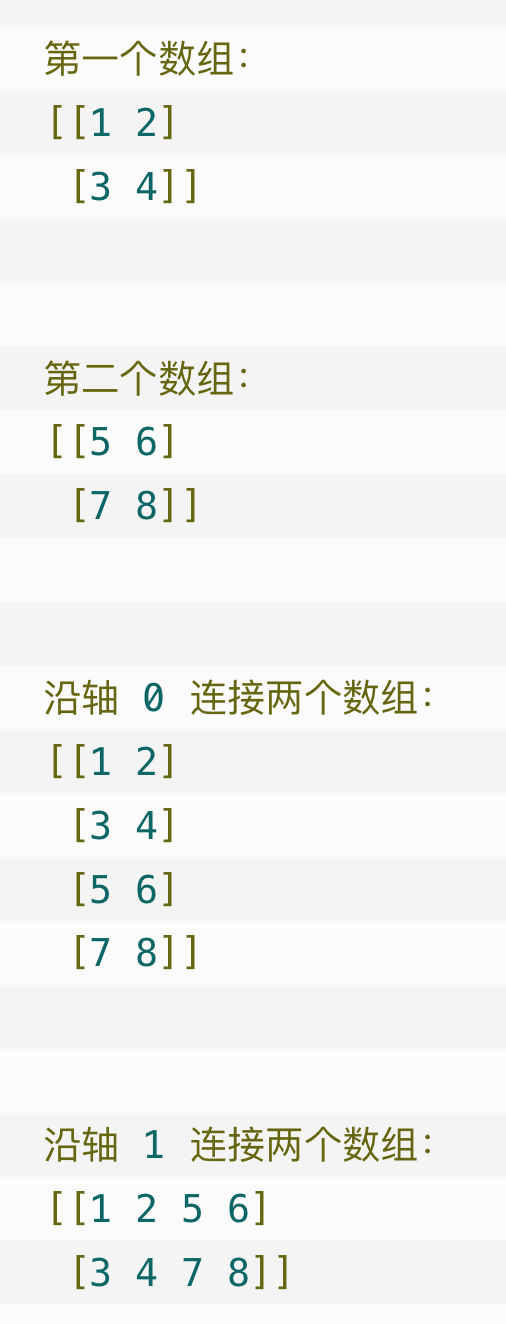 第一个数组：
[[1 2]
 [3 4]]
第二个数组：
[[5 6]
 [7 8]]
沿轴 0 连接两个数组：
[[1 2]
 [3 4]
 [5 6]
 [7 8]]
沿轴 1 连接两个数组：
[[1 2 5 6]
 [3 4 7 8]]